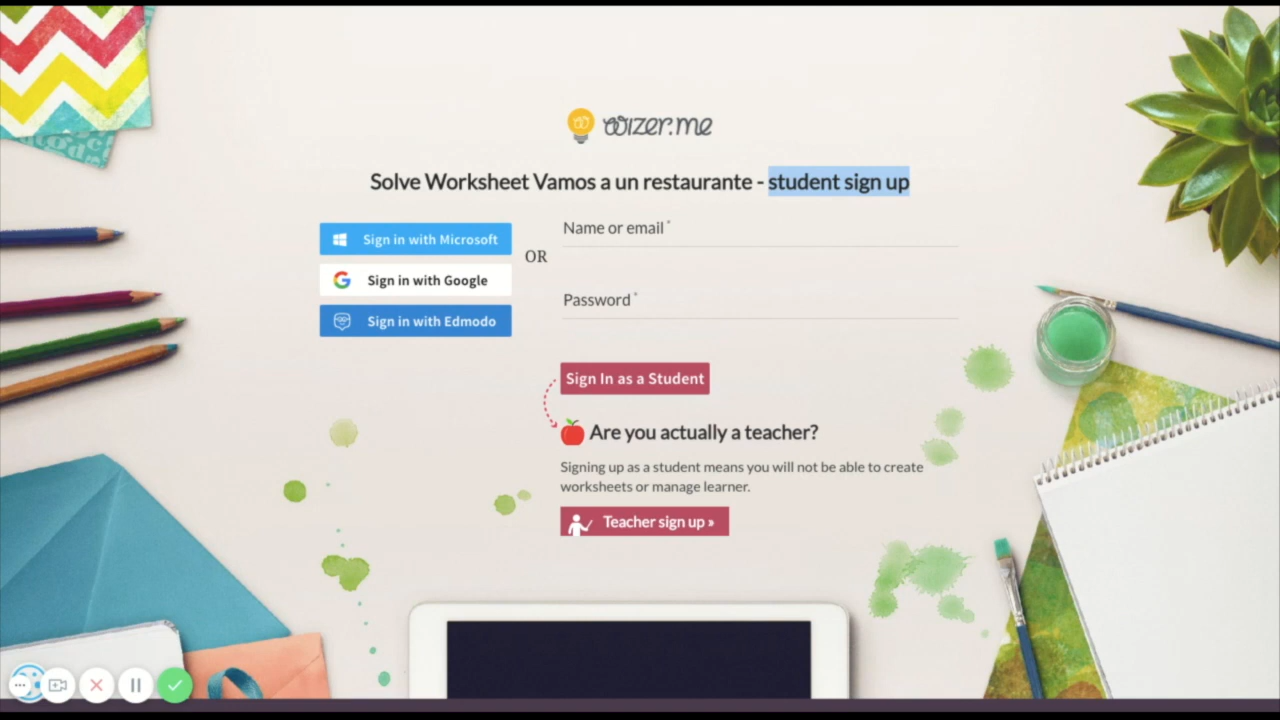 wizer.me
Solve Worksheet Vamos a un restaurante - student sign up
Sign in with Microsoft
Sign in with Google
Sign in with Edmodo
OR
Name or email *
Password *
Sign In as a Student
Are you actually a teacher?
Signing up as a student means you will not be able to create
worksheets or manage learner.
Teacher sign up »